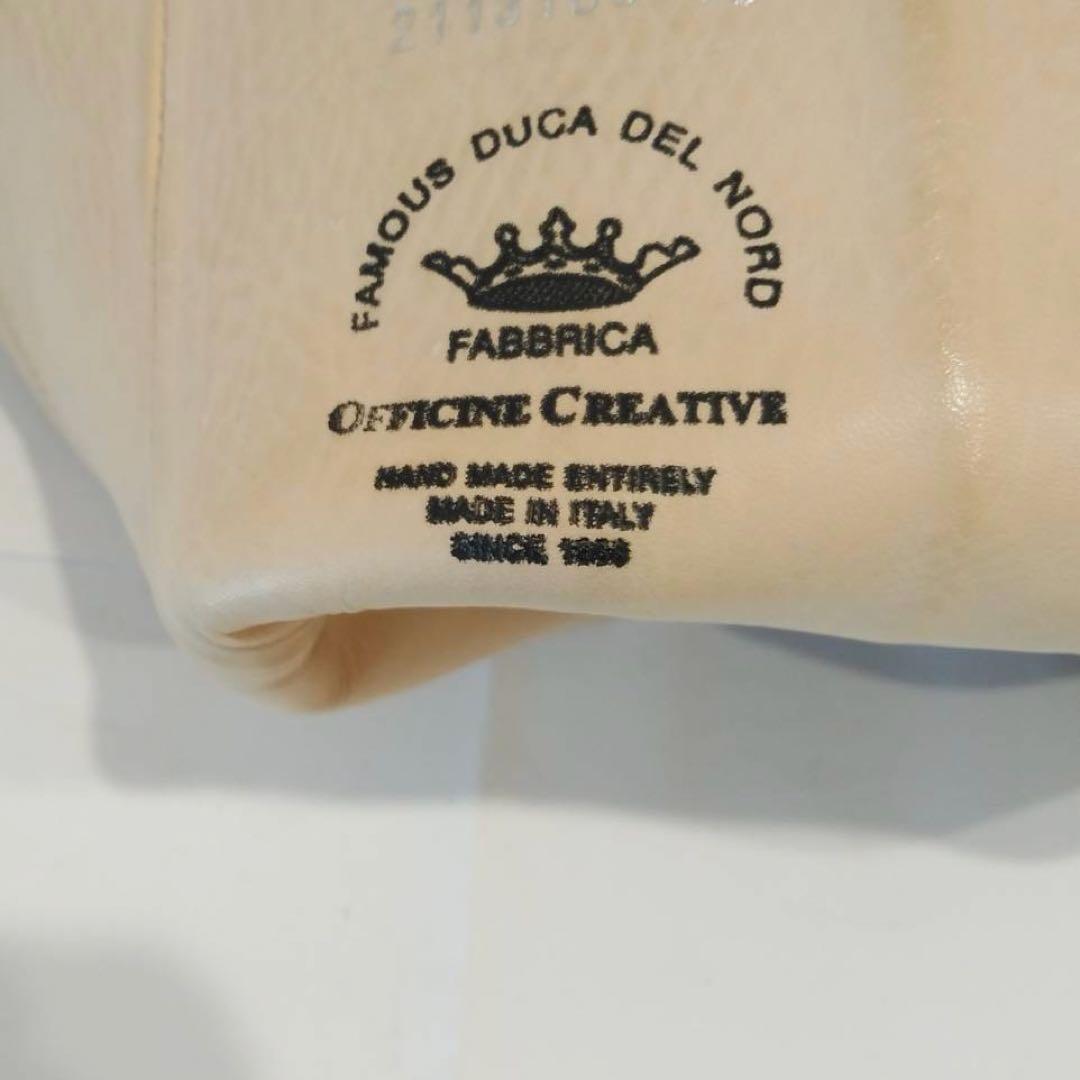 FAMOUS DUCA DEL NORD
FABBRICA
OFFICINE CREATIVE
HAND MADE ENTIRELY
MADE IN ITALY
SINCE